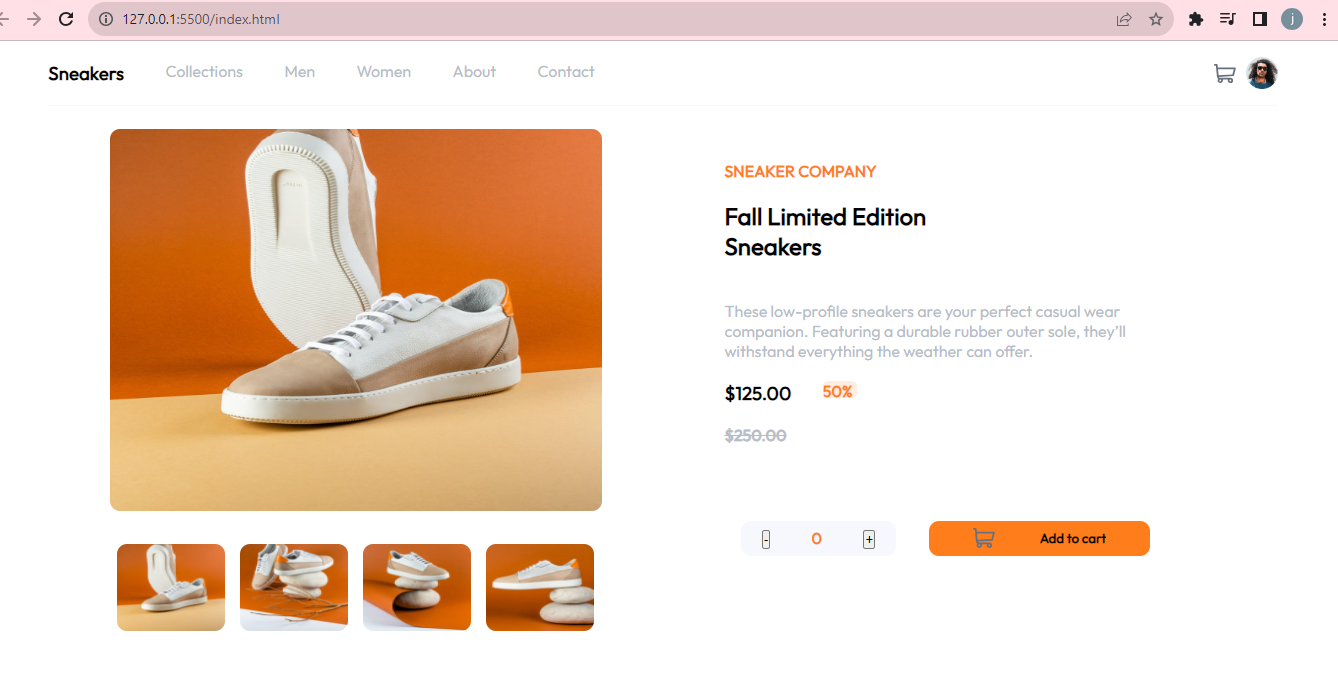 127.0.0.1:5500/index.html
j
Sneakers Collections Men Women About Contact
SNEAKER COMPANY
Fall Limited Edition
Sneakers
These low-profile sneakers are your perfect casual wear
companion. Featuring a durable rubber outer sole, they’ll
withstand everything the weather can offer.
$125.00 50%
$250.00
- 0 + Add to cart